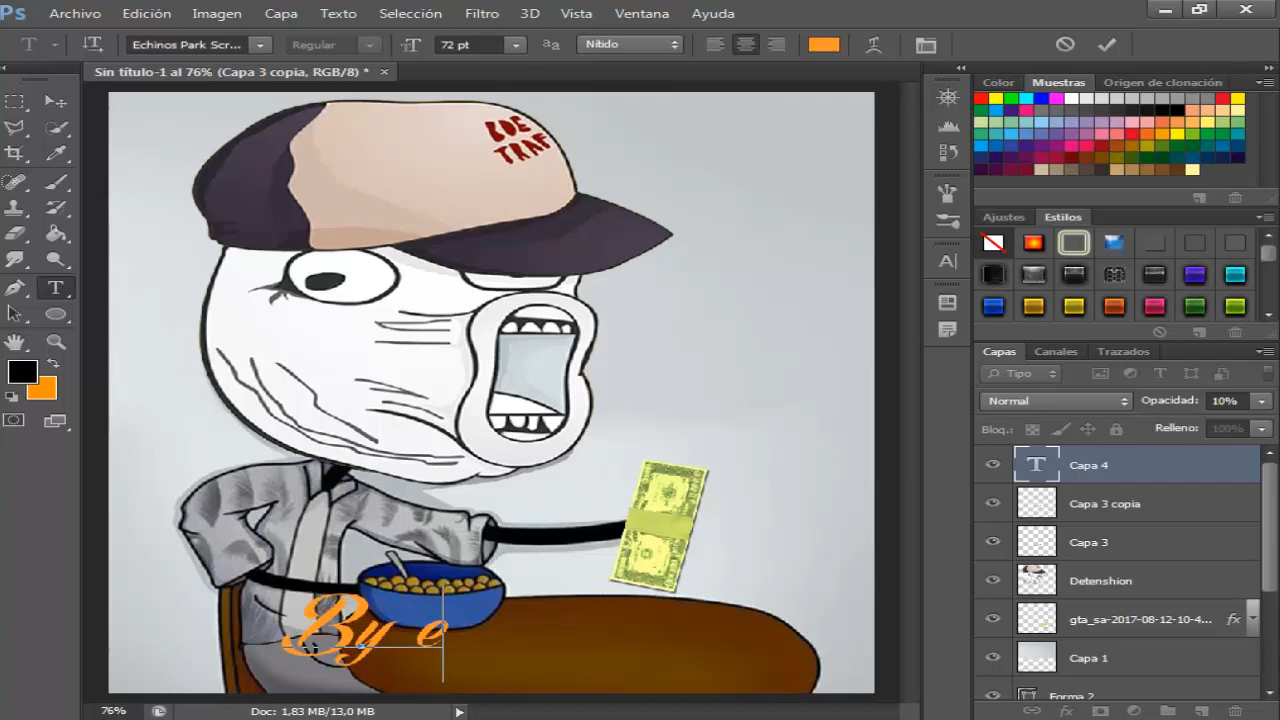 Ps Archivo Edición Imagen Capa Texto Selección Filtro 3D Vista Ventana Ayuda
T Echinos Park Scr... Regular 72 pt aa Nítido
Sin título-1 al 76% (Capa 3 copia, RGB/8) * ×
Color Muestras Origen de clonación
BOE
TRAF
Ajustes Estilos
A|
T
Capas Canales Trazados
Tipo
Normal Opacidad: 10%
Bloq.: Relleno: 100%
T Capa 4
Capa 3 copia
Capa 3
Detenshion
gta_sa-2017-08-12-10-4... fx
Capa 1
Forma 2
By e
76% Doc: 1,83 MB/13,0 MB
fx